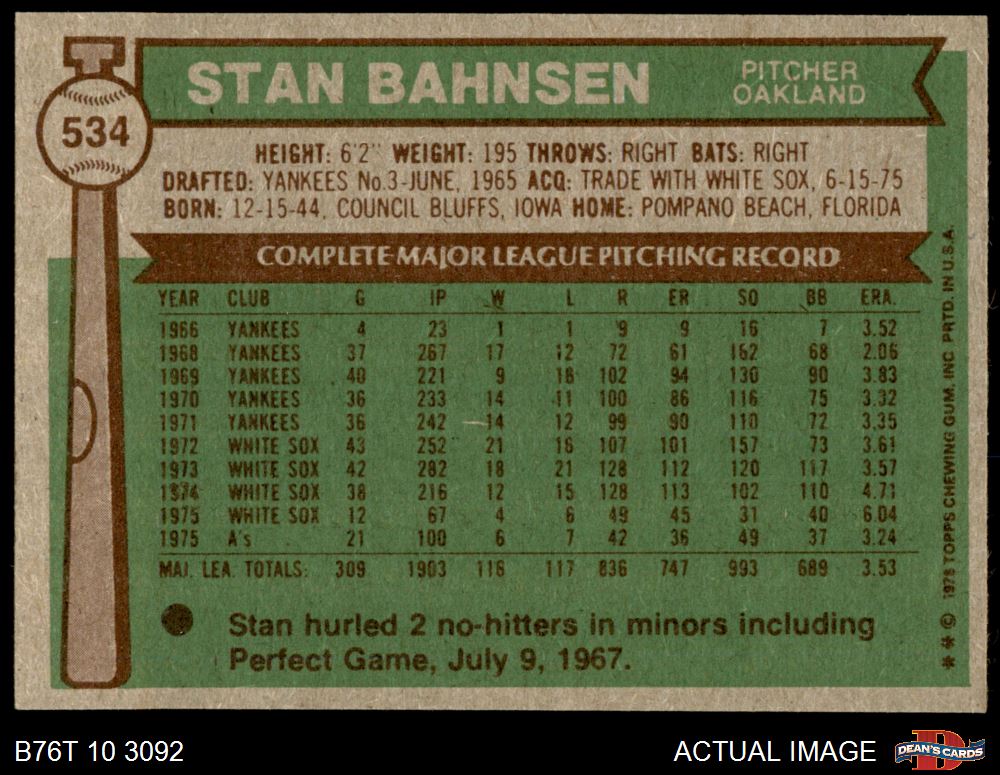 534
STAN BAHNSEN
PITCHER
OAKLAND
HEIGHT: 6'2" WEIGHT: 195 THROWS: RIGHT BATS: RIGHT
DRAFTED: YANKEES No.3-JUNE, 1965 ACQ: TRADE WITH WHITE SOX, 6-15-75
BORN: 12-15-44, COUNCIL BLUFFS, IOWA HOME: POMPANO BEACH, FLORIDA
COMPLETE MAJOR LEAGUE PITCHING RECORD
YEAR CLUB G IP W L R ER SO BB ERA.
1966 YANKEES 4 23 1 1 9 9 16 7 3.52
1968 YANKEES 37 267 17 12 72 61 162 68 2.06
1969 YANKEES 40 221 9 16 102 94 130 90 3.83
1970 YANKEES 36 233 14 11 100 86 116 75 3.32
1971 YANKEES 36 242 14 12 99 90 110 72 3.35
1972 WHITE SOX 43 252 21 16 107 101 157 73 3.61
1973 WHITE SOX 42 282 18 21 128 112 120 117 3.57
1974 WHITE SOX 38 216 12 15 128 113 102 110 4.71
1975 WHITE SOX 12 67 4 6 49 45 31 40 6.04
1975 A's 21 100 6 7 42 36 49 37 3.24
MAJ. LEA. TOTALS: 309 1903 116 117 836 747 993 689 3.53
Stan hurled 2 no-hitters in minors including
Perfect Game, July 9, 1967.
* * © 1976 TOPPS CHEWING GUM, INC. PRTD. IN U.S.A.
B76T 10 3092
ACTUAL IMAGE
D
DEAN'S CARDS